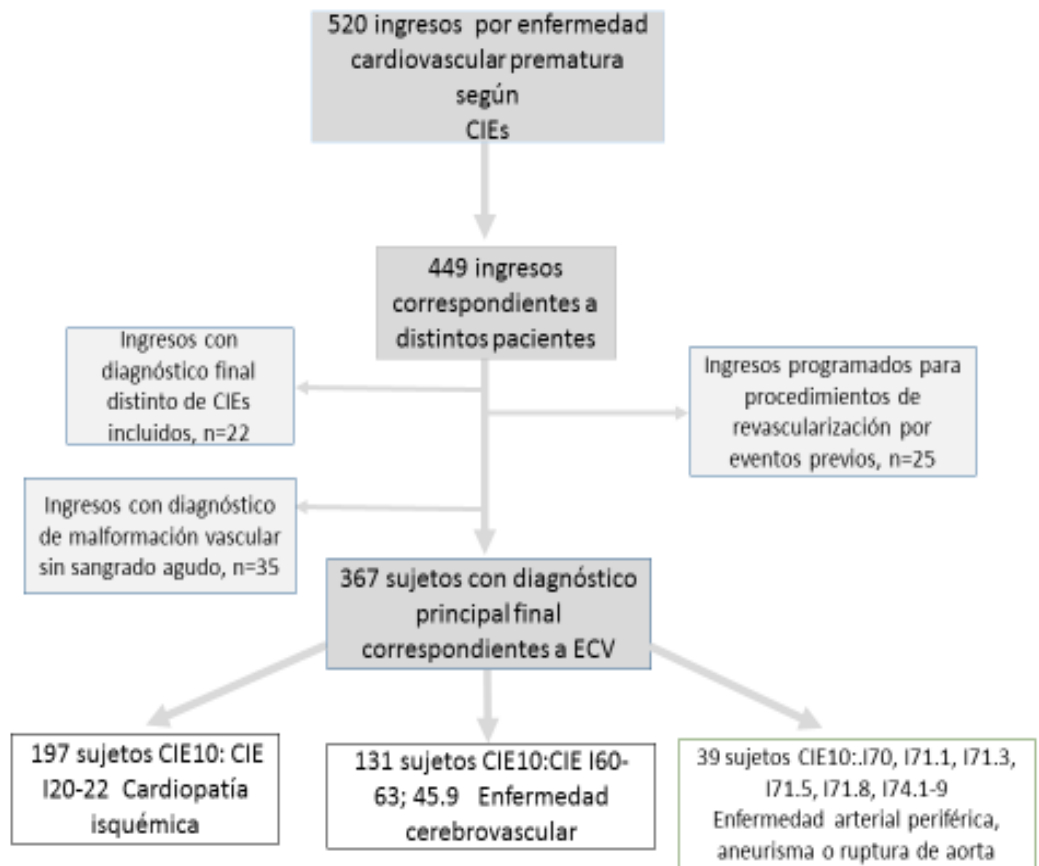 520 ingresos por enfermedad
cardiovascular prematura
según
CIEs
449 ingresos
correspondientes a
distintos pacientes
Ingresos con
diagnóstico final
distinto de CIEs
incluidos, n=22
Ingresos programados para
procedimientos de
revascularización por
eventos previos, n=25
Ingresos con diagnóstico
de malformación vascular
sin sangrado agudo, n=35
367 sujetos con diagnóstico
principal final
correspondientes a ECV
197 sujetos CIE10: CIE
I20-22 Cardiopatía
isquémica
131 sujetos CIE10:CIE I60-
63; 45.9 Enfermedad
cerebrovascular
39 sujetos CIE10:.I70, I71.1, I71.3,
I71.5, I71.8, I74.1-9
Enfermedad arterial periférica,
aneurisma o ruptura de aorta